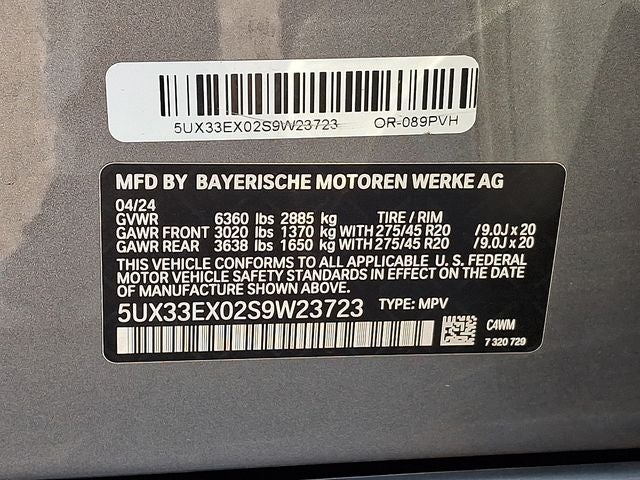 5UX33EX02S9W23723 OR-089PVH
MFD BY BAYERISCHE MOTOREN WERKE AG
04/24
GVWR 6360 lbs 2885 kg TIRE / RIM
GAWR FRONT 3020 lbs 1370 kg WITH 275/45 R20 /9.0J x 20
GAWR REAR 3638 lbs 1650 kg WITH 275/45 R20 /9.0J x 20
THIS VEHICLE CONFORMS TO ALL APPLICABLE U. S. FEDERAL
MOTOR VEHICLE SAFETY STANDARDS IN EFFECT ON THE DATE
OF MANUFACTURE SHOWN ABOVE.
5UX33EX02S9W23723 TYPE: MPV
C4WM
7 320 729